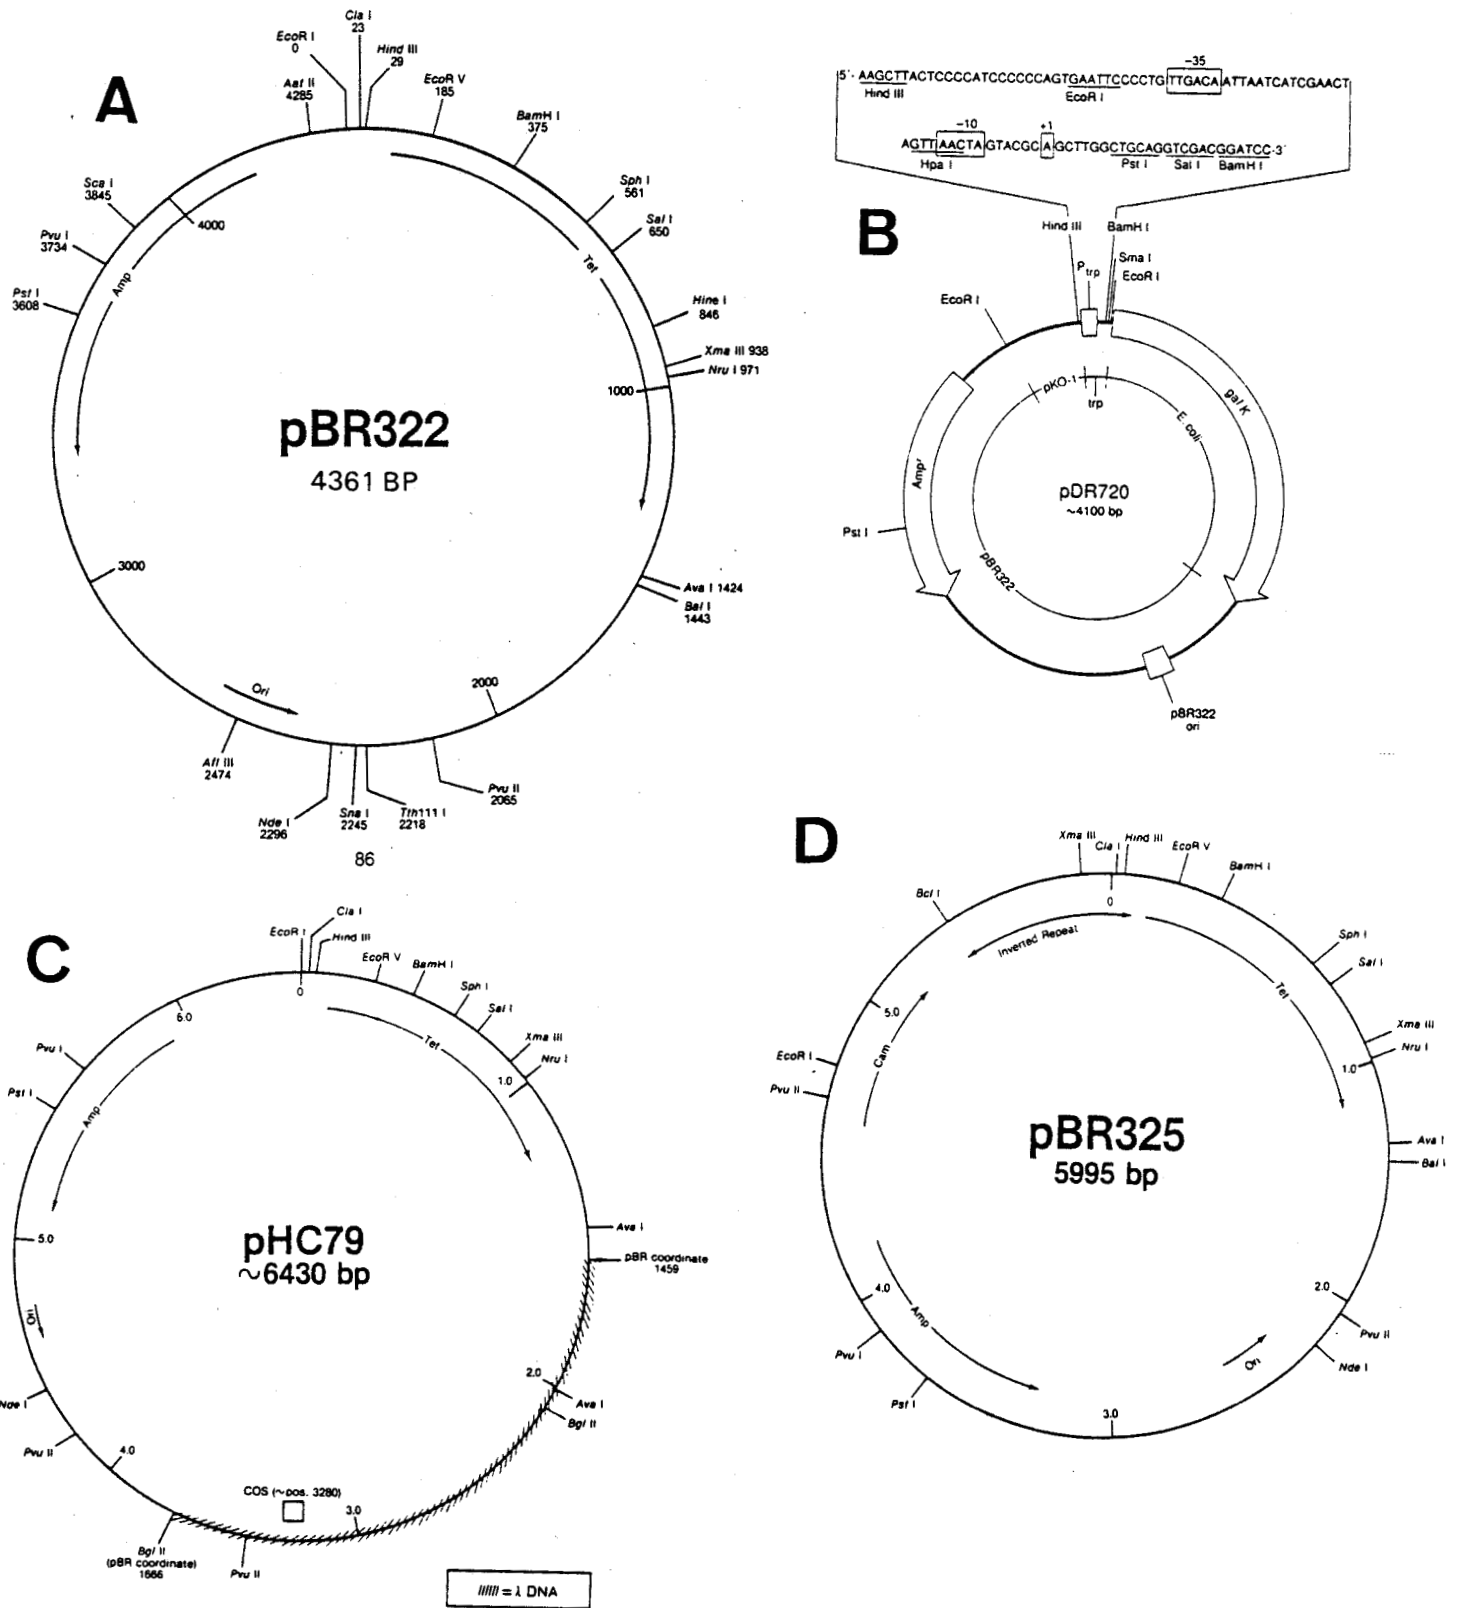 A
EcoR I
0
Cla I
23
Hind III
29
Aat II
4285
EcoR V
185
BamH I
375
Sph I
561
Sal I
650
Hine I
846
Xma III 938
Nru I 971
1000
Ava I 1424
Bal I
1443
2000
Pvu II
2065
Tth111 I
2218
Sna I
2245
Nde I
2296
Afl III
2474
Ori
3000
Pst I
3608
Pvu I
3734
Sca I
3845
4000
Amp
Tet
pBR322
4361 BP
86
B
-35
5'- AAGCTTACTCCCCATCCCCCCAGTGAATTCCCCTGTTGACAATTAATCATCGAACT
Hind III
EcoR I
-10
+1
AGTTAACTAGTACGCAGCTTGGCTGCAGGTCGACGGATCC-3'
Hpa I
Pst I
Sal I
BamH I
Hind III
BamH I
Ptrp
Sma I
EcoR I
EcoR I
pKO-1
trp
E. coli
gal K
Ampr
Pst I
pDR720
~4100 bp
pBR322
pBR322
ori
C
EcoR I
Cla I
Hind III
0
EcoR V
BamH I
Sph I
Sal I
Xma III
Nru I
1.0
Tet
Ava I
pBR coordinate
1459
2.0
Ava I
Bgl II
3.0
COS (~pos. 3280)
Pvu II
Bgl II
(pBR coordinate)
1666
4.0
Pvu II
Nde I
Ori
5.0
Pst I
Pvu I
Amp
6.0
pHC79
~6430 bp
////// = λ DNA
D
Xma III
Cla I
Hind III
EcoR V
BamH I
0
Bcl I
Inverted Repeat
Sph I
Sal I
Tet
Xma III
Nru I
1.0
Ava I
Bal I
2.0
Pvu II
Nde I
Ori
3.0
Pst I
Pvu I
Amp
4.0
Pvu II
EcoR I
Cam
5.0
pBR325
5995 bp